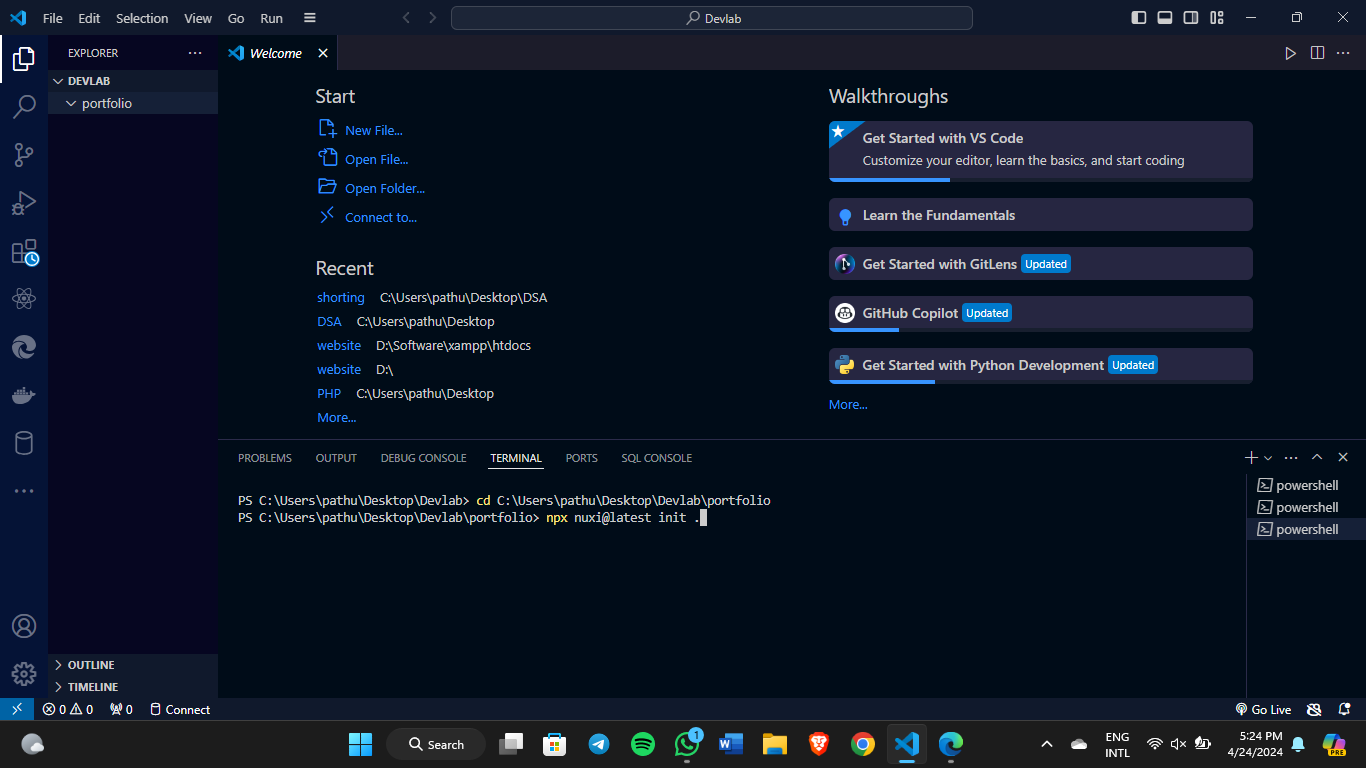 File Edit Selection View Go Run
Devlab
EXPLORER
DEVLAB
portfolio
OUTLINE
TIMELINE
Welcome
Start
New File...
Open File...
Open Folder...
Connect to...
Recent
shorting C:\Users\pathu\Desktop\DSA
DSA C:\Users\pathu\Desktop
website D:\Software\xampp\htdocs
website D:\
PHP C:\Users\pathu\Desktop
More...
Walkthroughs
Get Started with VS Code
Customize your editor, learn the basics, and start coding
Learn the Fundamentals
Get Started with GitLens Updated
GitHub Copilot Updated
Get Started with Python Development Updated
More...
PROBLEMS OUTPUT DEBUG CONSOLE TERMINAL PORTS SQL CONSOLE
PS C:\Users\pathu\Desktop\Devlab> cd C:\Users\pathu\Desktop\Devlab\portfolio
PS C:\Users\pathu\Desktop\Devlab\portfolio> npx nuxi@latest init .
powershell
powershell
powershell
0 0 0 Connect
Go Live
Search
1
W
PRE
ENG
INTL
5:24 PM
4/24/2024